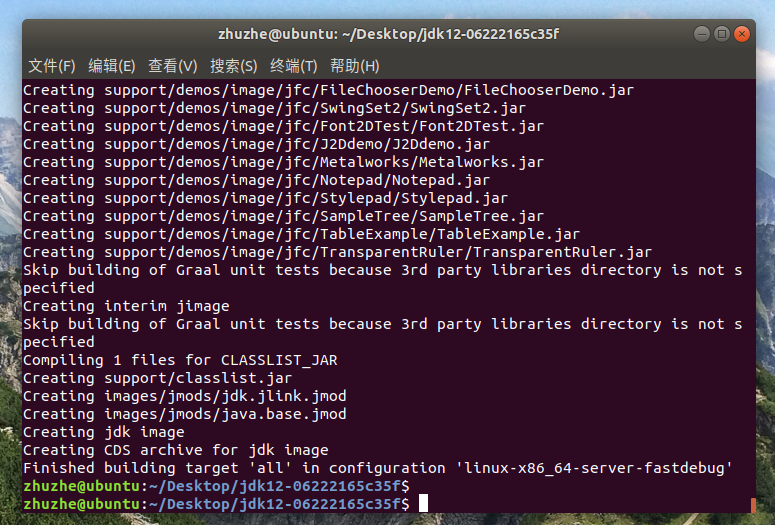 zhuzhe@ubuntu: ~/Desktop/jdk12-06222165c35f
文件(F) 编辑(E) 查看(V) 搜索(S) 终端(T) 帮助(H)
Creating support/demos/image/jfc/FileChooserDemo/FileChooserDemo.jar
Creating support/demos/image/jfc/SwingSet2/SwingSet2.jar
Creating support/demos/image/jfc/Font2DTest/Font2DTest.jar
Creating support/demos/image/jfc/J2Ddemo/J2Ddemo.jar
Creating support/demos/image/jfc/Metalworks/Metalworks.jar
Creating support/demos/image/jfc/Notepad/Notepad.jar
Creating support/demos/image/jfc/Stylepad/Stylepad.jar
Creating support/demos/image/jfc/SampleTree/SampleTree.jar
Creating support/demos/image/jfc/TableExample/TableExample.jar
Creating support/demos/image/jfc/TransparentRuler/TransparentRuler.jar
Skip building of Graal unit tests because 3rd party libraries directory is not s
pecified
Creating interim jimage
Skip building of Graal unit tests because 3rd party libraries directory is not s
pecified
Compiling 1 files for CLASSLIST_JAR
Creating support/classlist.jar
Creating images/jmods/jdk.jlink.jmod
Creating images/jmods/java.base.jmod
Creating jdk image
Creating CDS archive for jdk image
Finished building target 'all' in configuration 'linux-x86_64-server-fastdebug'
zhuzhe@ubuntu:~/Desktop/jdk12-06222165c35f$
zhuzhe@ubuntu:~/Desktop/jdk12-06222165c35f$